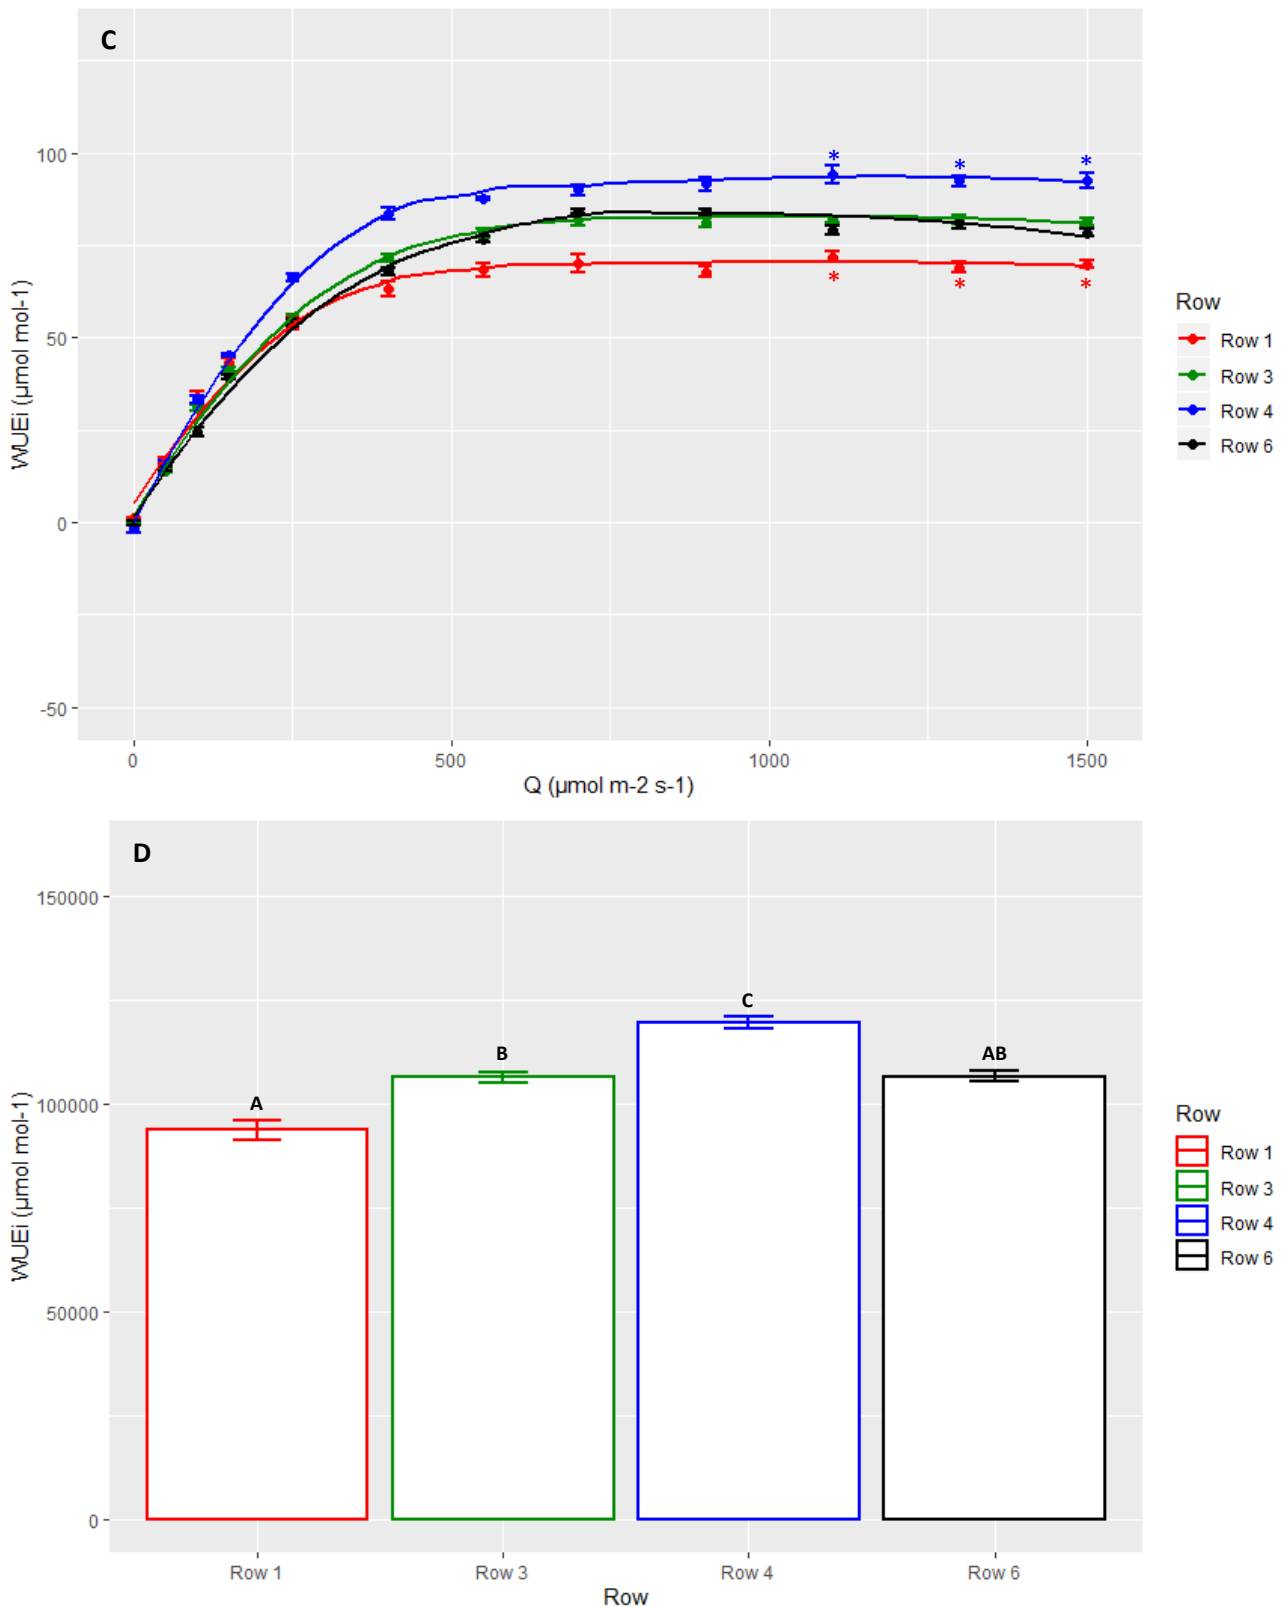 C
*
*
*
100
50
0
-50
WUEi (µmol mol-1)
*
*
*
0
500
1000
1500
Q (µmol m-2 s-1)
Row
Row 1
Row 3
Row 4
Row 6
D
150000
100000
50000
0
WUEi (µmol mol-1)
A
B
C
AB
Row 1
Row 3
Row 4
Row 6
Row
Row
Row 1
Row 3
Row 4
Row 6